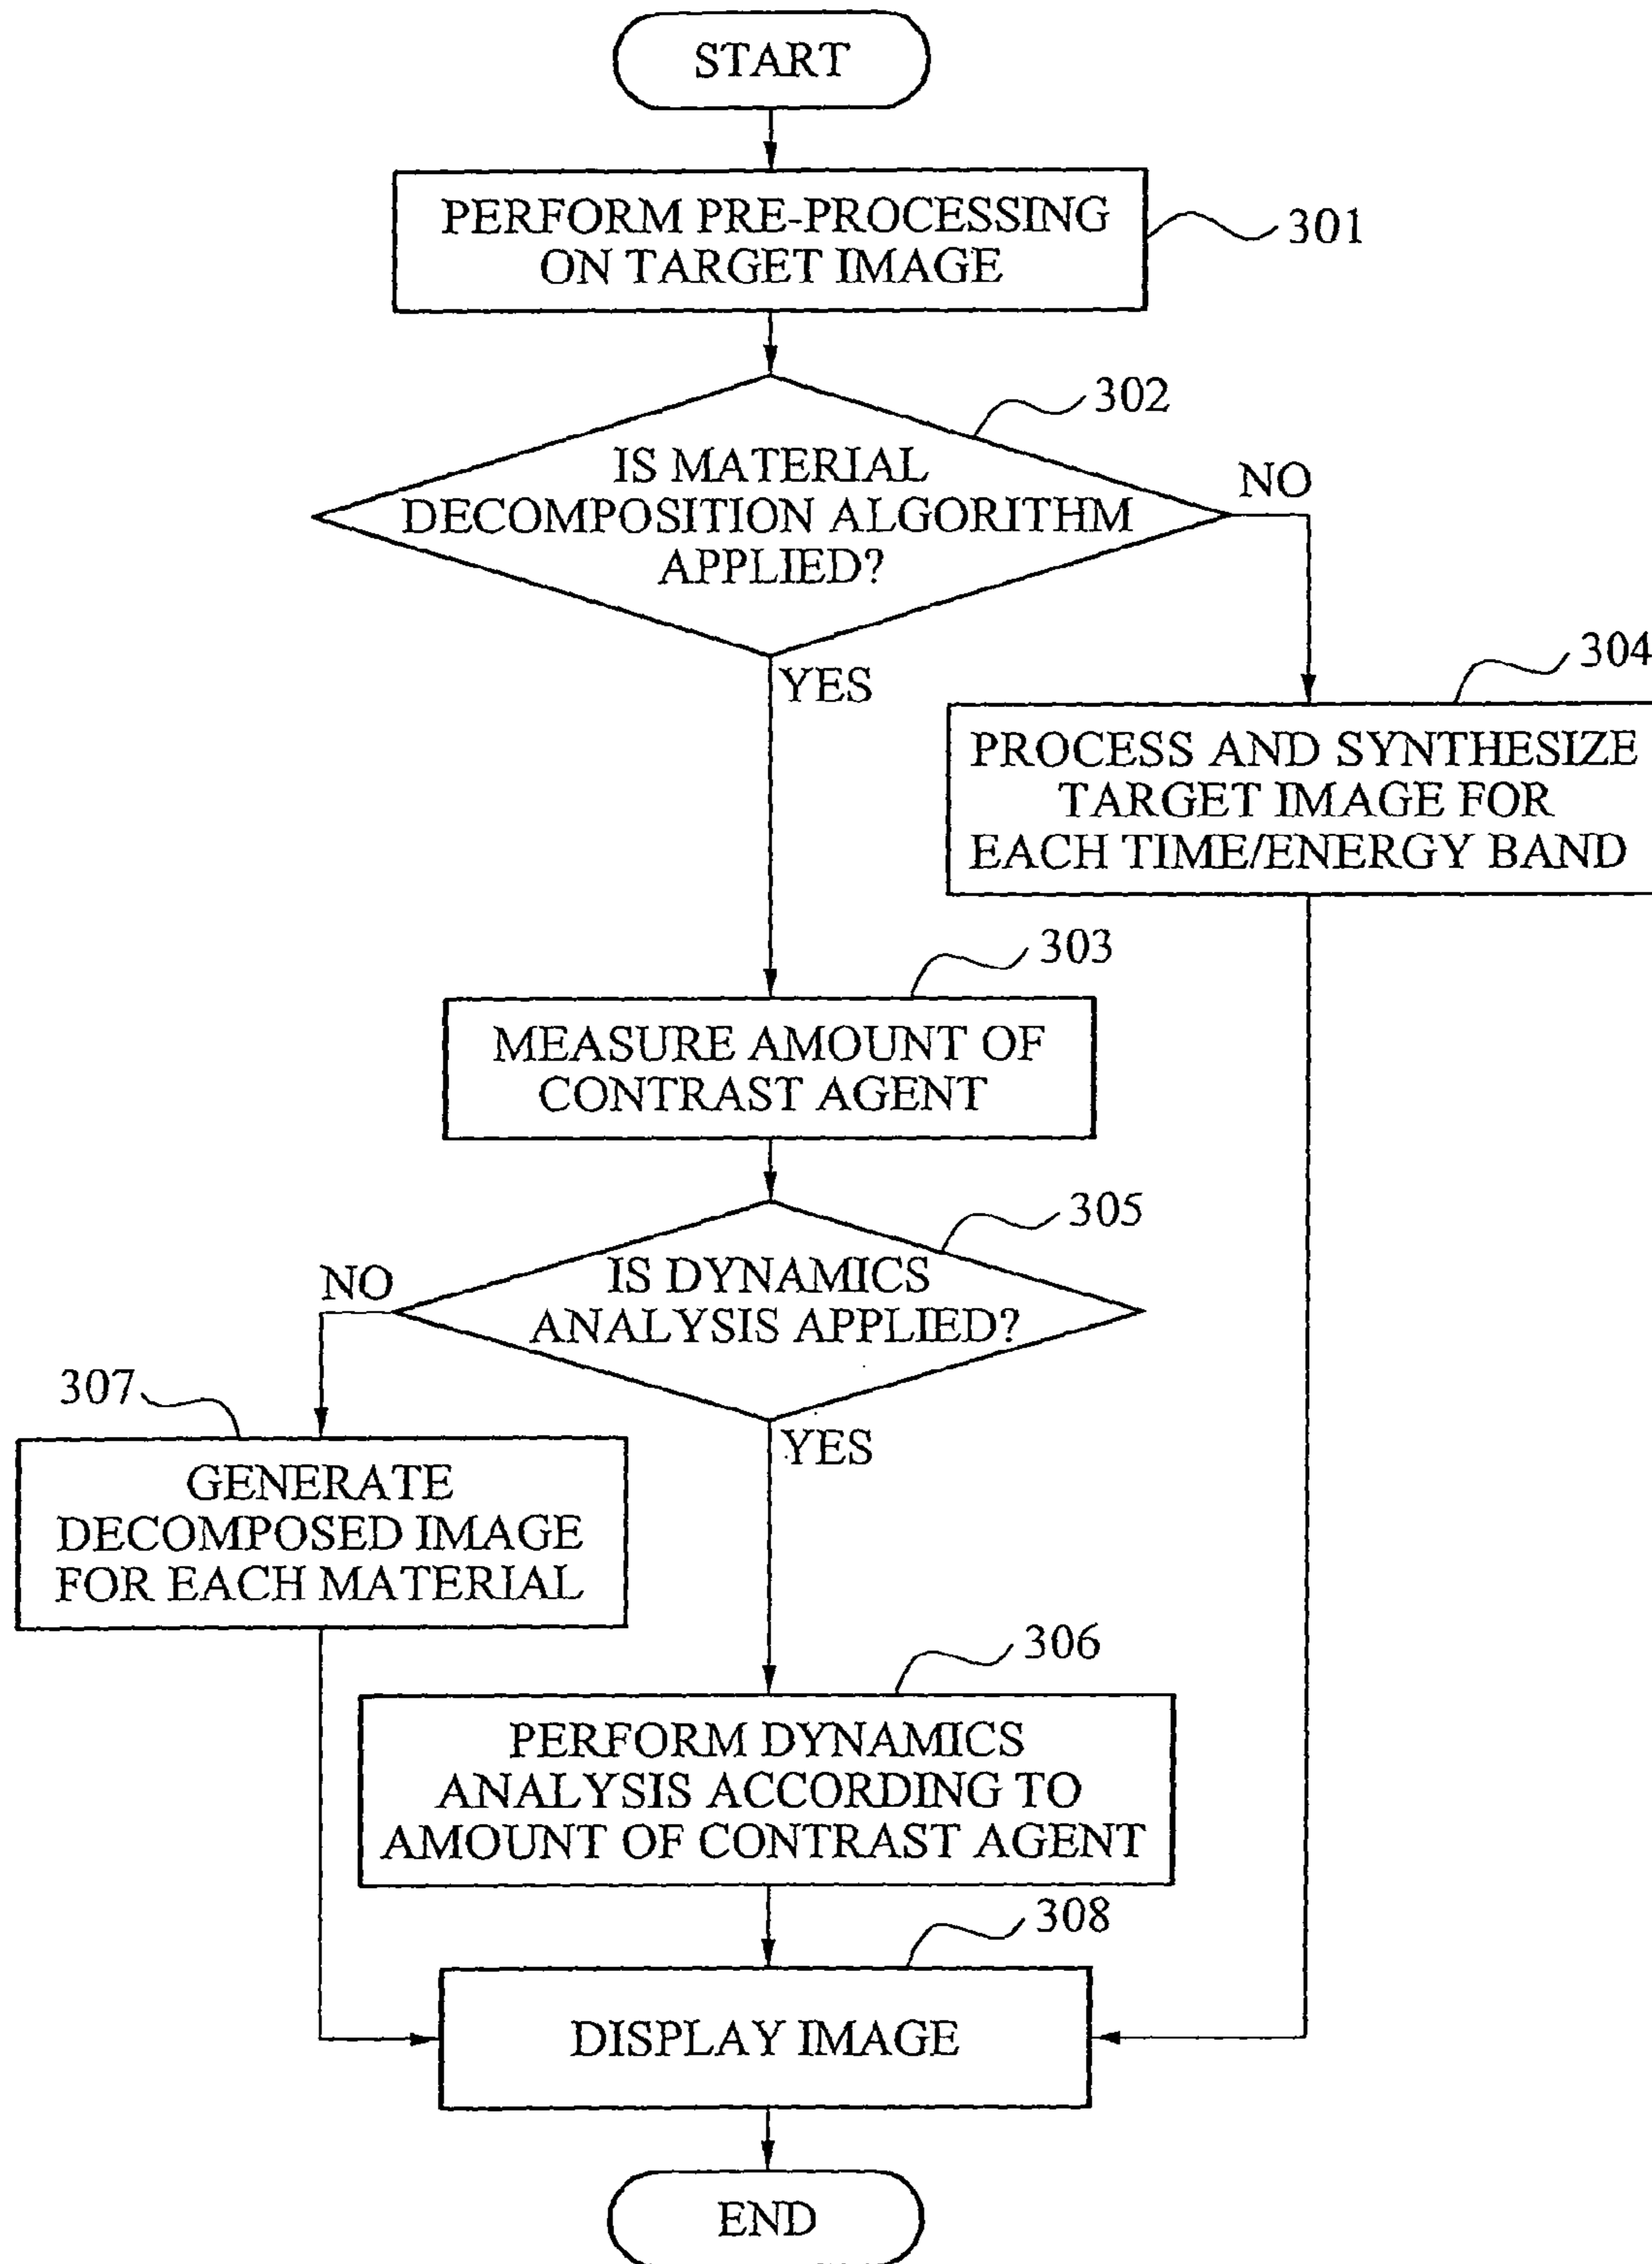 START
PERFORM PRE-PROCESSING
ON TARGET IMAGE
301
302
IS MATERIAL
DECOMPOSITION ALGORITHM
APPLIED?
NO
YES
304
PROCESS AND SYNTHESIZE
TARGET IMAGE FOR
EACH TIME/ENERGY BAND
303
MEASURE AMOUNT OF
CONTRAST AGENT
305
IS DYNAMICS
ANALYSIS APPLIED?
NO
YES
307
GENERATE
DECOMPOSED IMAGE
FOR EACH MATERIAL
306
PERFORM DYNAMICS
ANALYSIS ACCORDING TO
AMOUNT OF CONTRAST AGENT
308
DISPLAY IMAGE
END